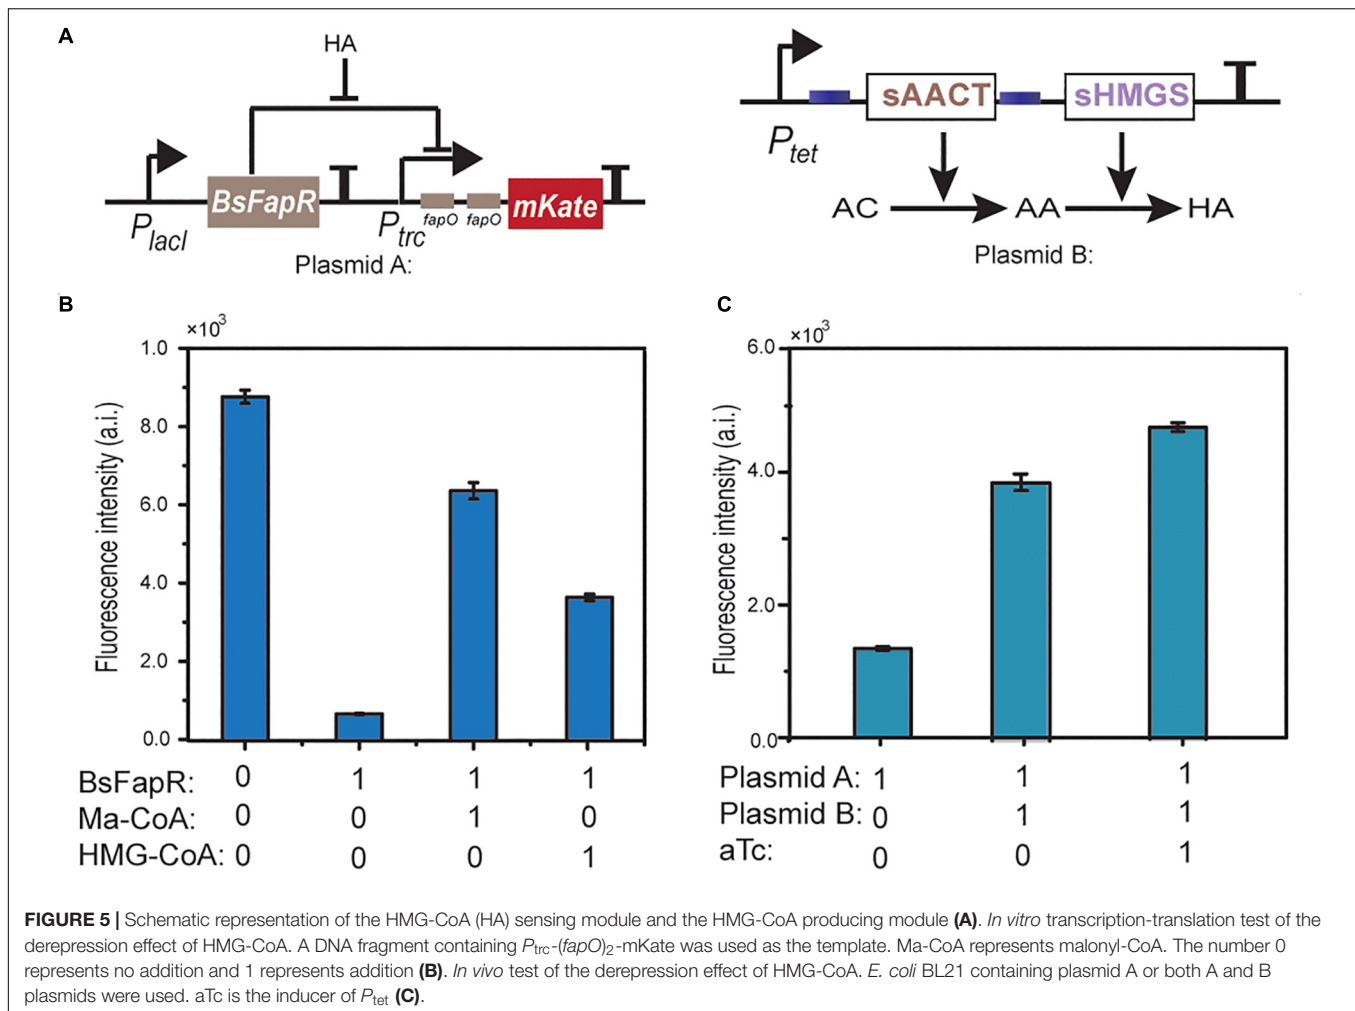 A
HA
BsFapR
P_lacI
P_trc
fapO fapO
mKate
Plasmid A:
sAACT
sHMGS
P_tet
AC AA HA
Plasmid B:
B
×10³
1.0
8.0
6.0
4.0
2.0
0.0
Fluorescence intensity (a.i.)
BsFapR: 0 1 1 1
Ma-CoA: 0 0 1 0
HMG-CoA: 0 0 0 1
C
×10³
6.0
4.0
2.0
0.0
Fluorescence intensity (a.i.)
Plasmid A: 1 1 1
Plasmid B: 0 1 1
aTc: 0 0 1
FIGURE 5 | Schematic representation of the HMG-CoA (HA) sensing module and the HMG-CoA producing module (A). In vitro transcription-translation test of the
derepression effect of HMG-CoA. A DNA fragment containing P_trc-(fapO)₂-mKate was used as the template. Ma-CoA represents malonyl-CoA. The number 0
represents no addition and 1 represents addition (B). In vivo test of the derepression effect of HMG-CoA. E. coli BL21 containing plasmid A or both A and B
plasmids were used. aTc is the inducer of P_tet (C).